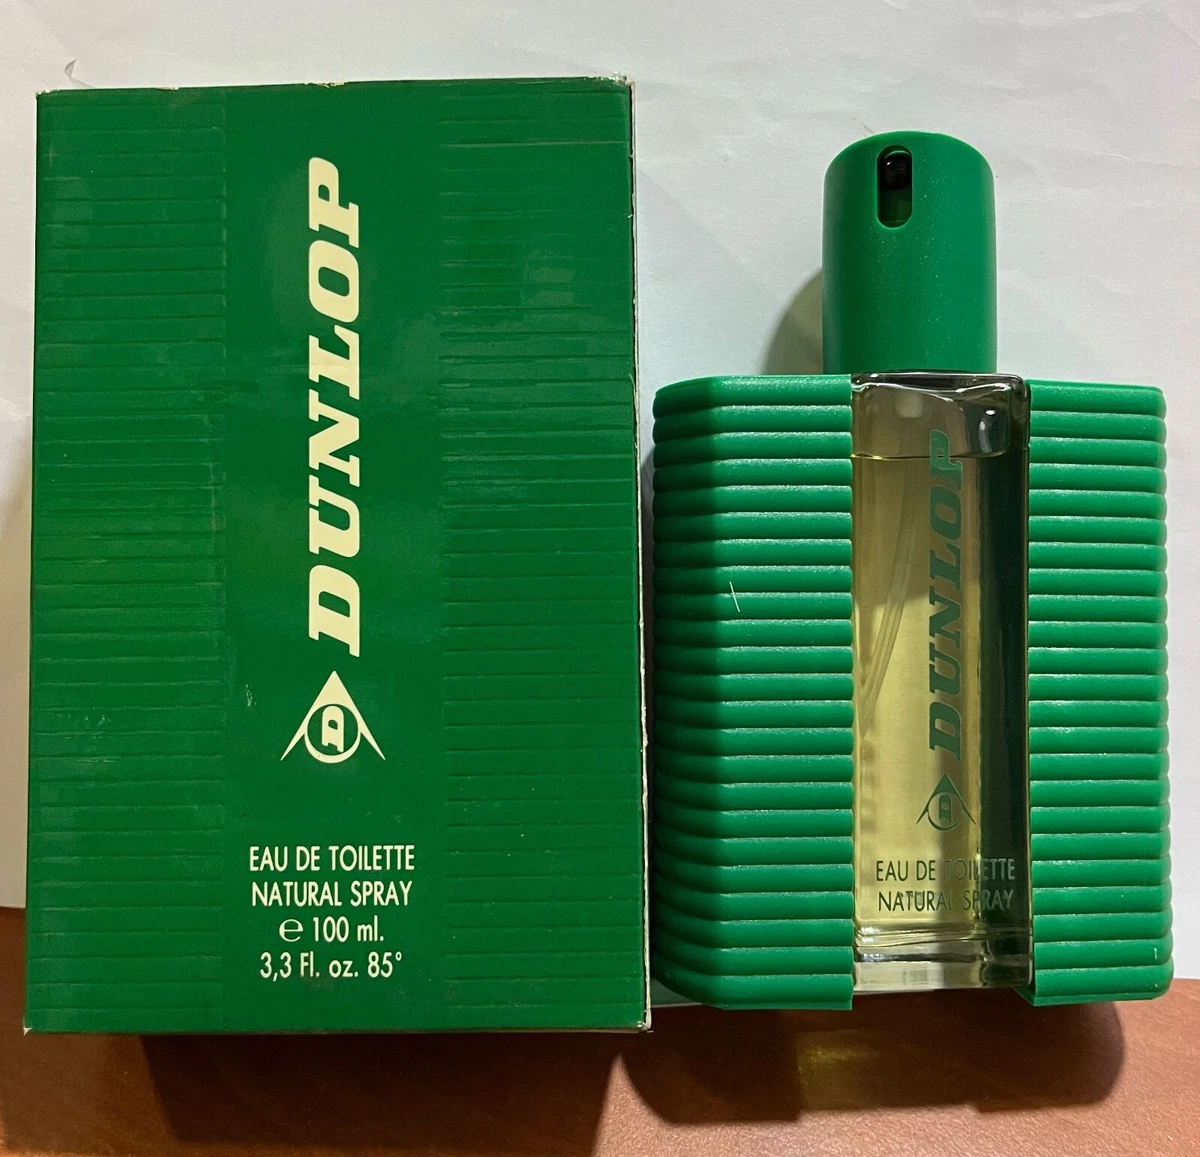 DUNLOP
D
EAU DE TOILETTE
NATURAL SPRAY
℮ 100 ml.
3,3 Fl. oz. 85°
DUNLOP
D
EAU DE TOILETTE
NATURAL SPRAY